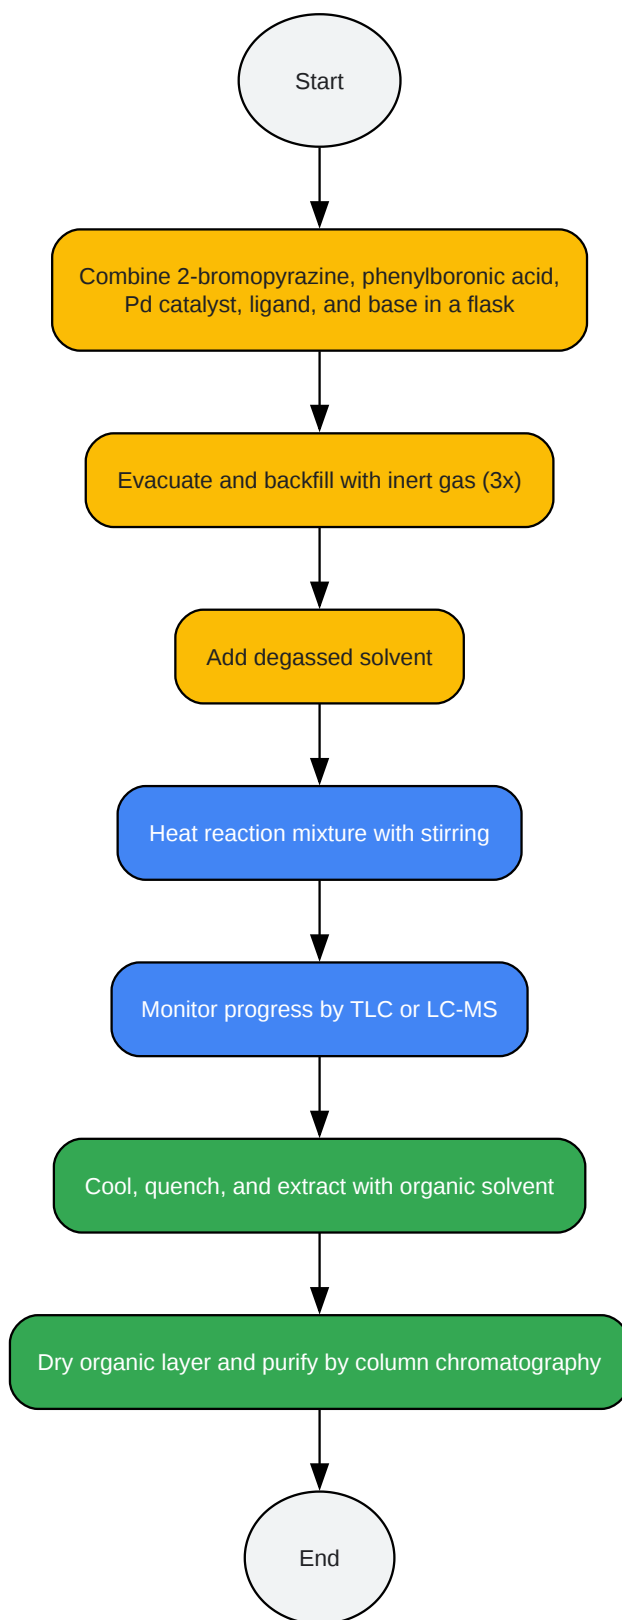 Start
Combine 2-bromopyrazine, phenylboronic acid,
Pd catalyst, ligand, and base in a flask
Evacuate and backfill with inert gas (3x)
Add degassed solvent
Heat reaction mixture with stirring
Monitor progress by TLC or LC-MS
Cool, quench, and extract with organic solvent
Dry organic layer and purify by column chromatography
End